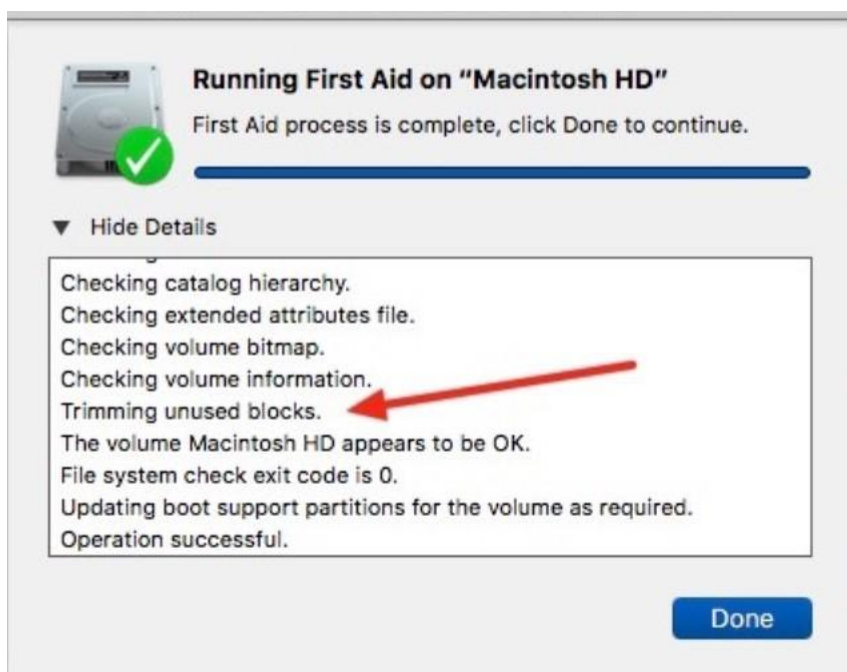 Running First Aid on “Macintosh HD”
First Aid process is complete, click Done to continue.
Hide Details
Checking catalog hierarchy.
Checking extended attributes file.
Checking volume bitmap.
Checking volume information.
Trimming unused blocks.
The volume Macintosh HD appears to be OK.
File system check exit code is 0.
Updating boot support partitions for the volume as required.
Operation successful.
Done